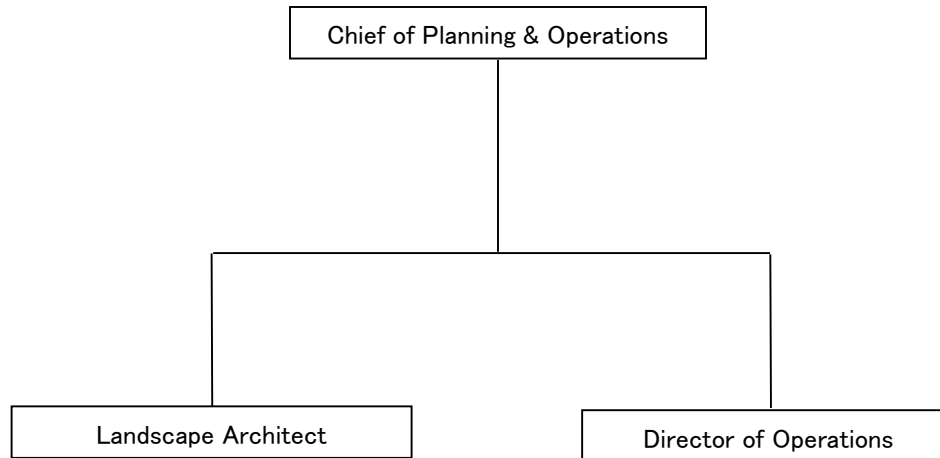 Chief of Planning & Operations
Landscape Architect
Director of Operations